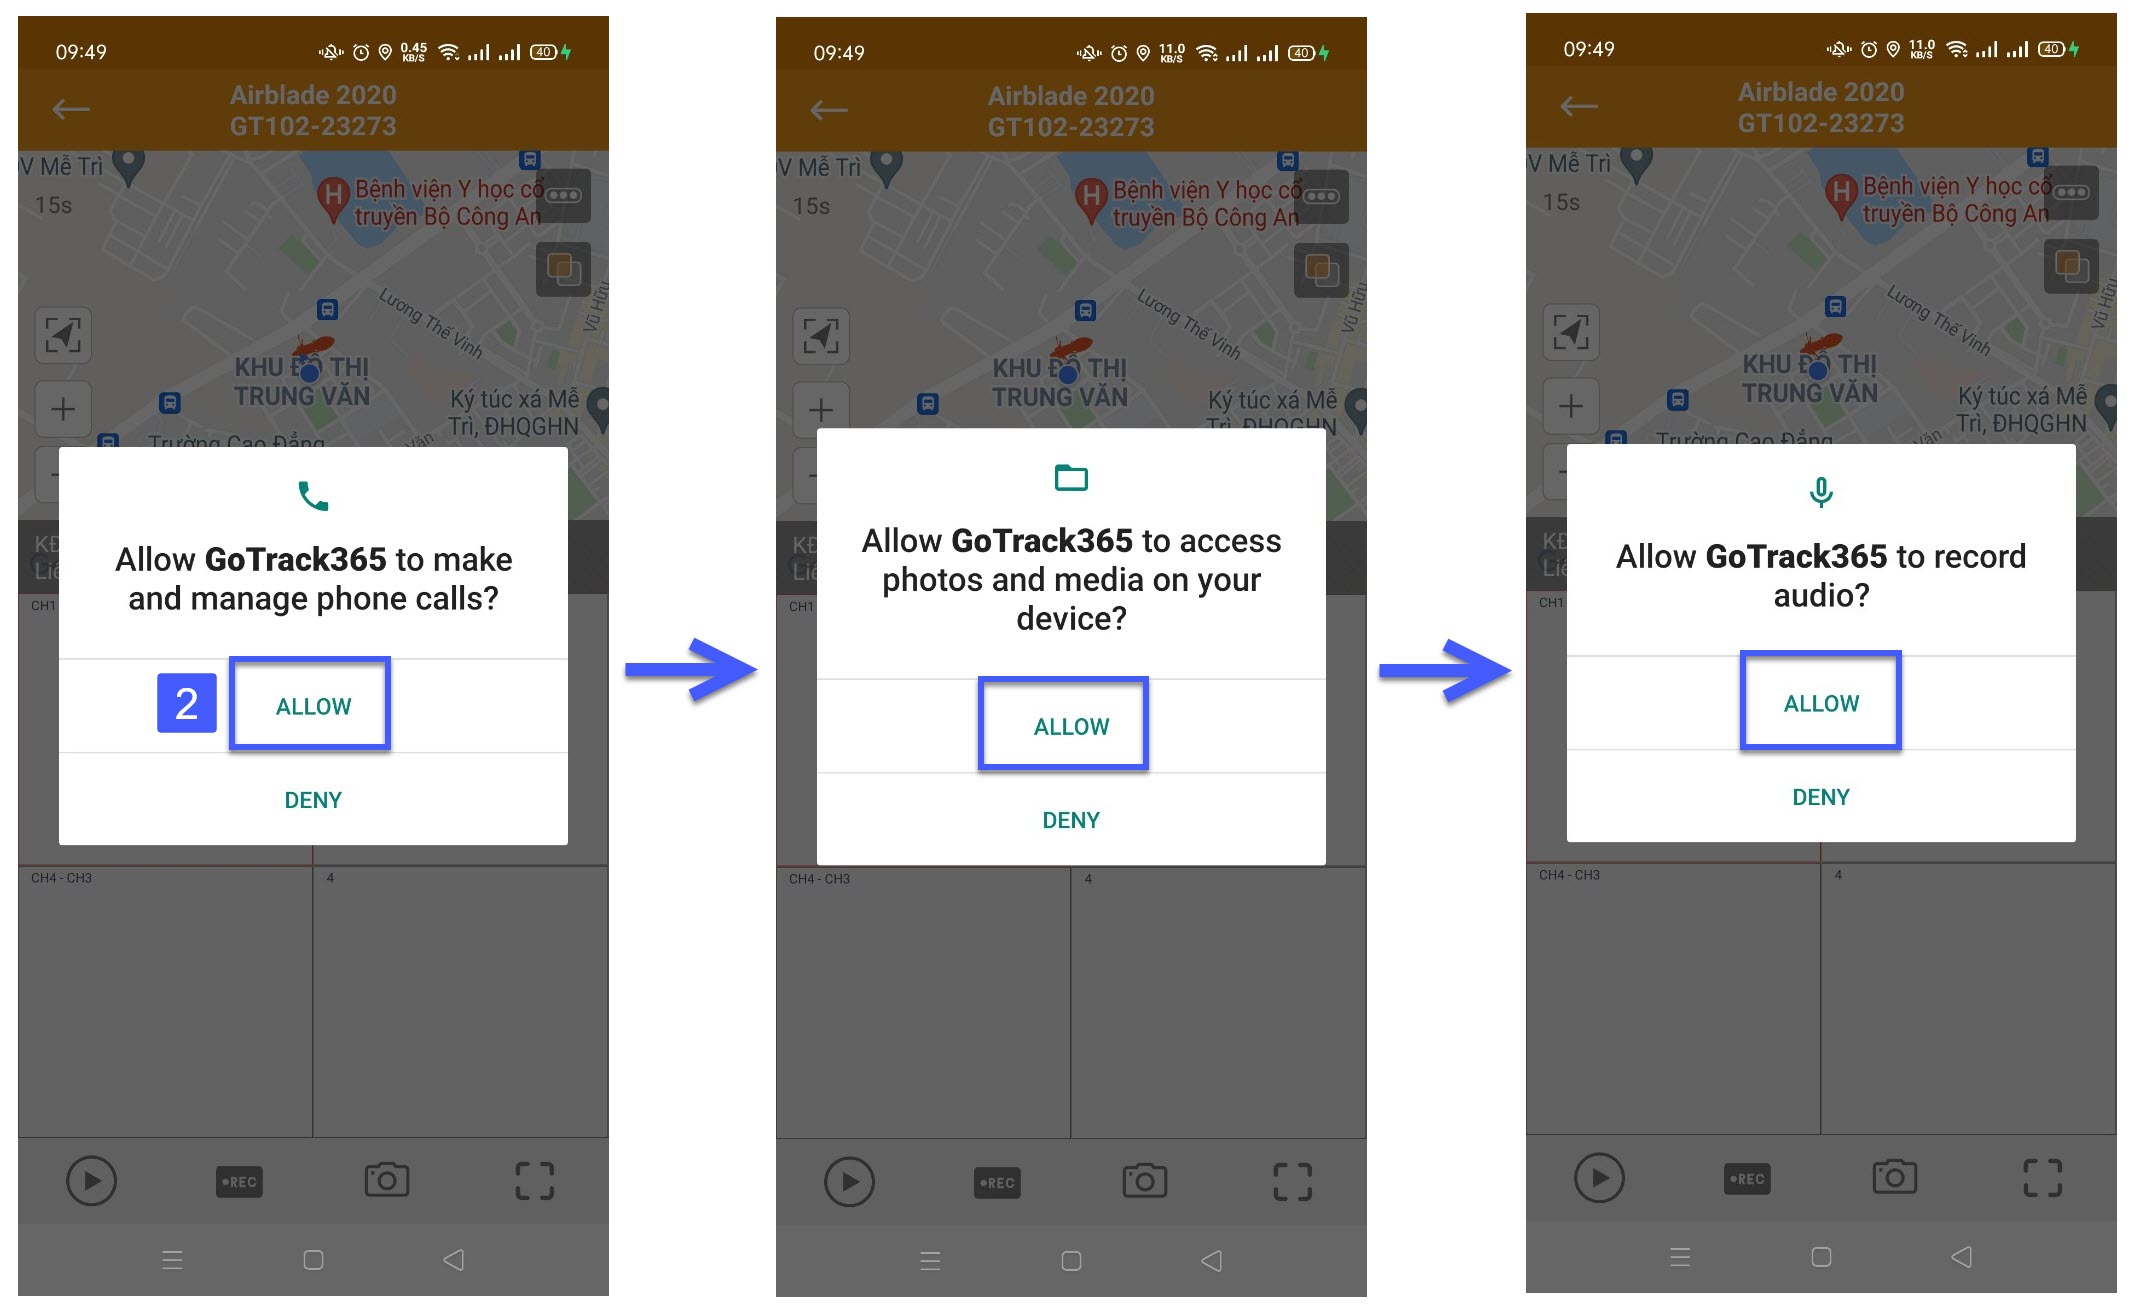 09:49
0.45
KB/S
40
Airblade 2020
GT102-23273
V Mễ Trì
15s
Bệnh viện Y học cổ
truyền Bộ Công An
Lương Thế Vinh
Vũ Hữu
KHU ĐÔ THỊ
TRUNG VĂN
Ký túc xá Mễ
Trì, ĐHQGHN
Trường Cao Đẳng
Văn
KĐ
Liê
CH1
Allow GoTrack365 to make
and manage phone calls?
2
ALLOW
DENY
CH4 - CH3
4
REC
09:49
11.0
KB/S
40
Airblade 2020
GT102-23273
V Mễ Trì
15s
Bệnh viện Y học cổ
truyền Bộ Công An
Lương Thế Vinh
Vũ Hữu
KHU ĐÔ THỊ
TRUNG VĂN
Ký túc xá Mễ
Trì, ĐHQGHN
KĐ
Liê
CH1
Allow GoTrack365 to access
photos and media on your
device?
ALLOW
DENY
CH4 - CH3
4
REC
09:49
11.0
KB/S
40
Airblade 2020
GT102-23273
V Mễ Trì
15s
Bệnh viện Y học cổ
truyền Bộ Công An
Lương Thế Vinh
Vũ Hữu
KHU ĐÔ THỊ
TRUNG VĂN
Ký túc xá Mễ
Trì, ĐHQGHN
Trường Cao Đẳng
Văn
KĐ
Liê
CH1
Allow GoTrack365 to record
audio?
ALLOW
DENY
CH4 - CH3
4
REC